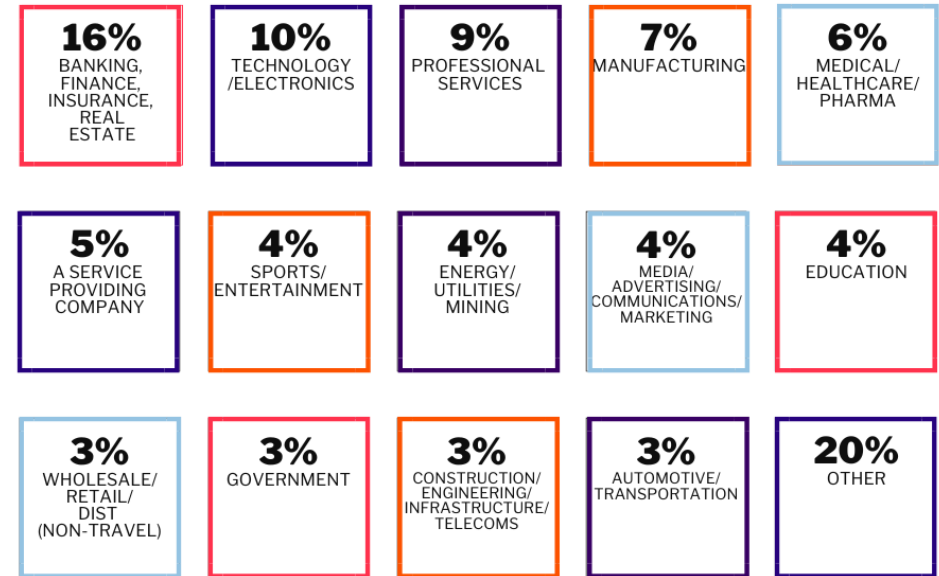 16%
BANKING,
FINANCE,
INSURANCE,
REAL
ESTATE
10%
TECHNOLOGY
/ELECTRONICS
9%
PROFESSIONAL
SERVICES
7%
MANUFACTURING
6%
MEDICAL/
HEALTHCARE/
PHARMA
5%
A SERVICE
PROVIDING
COMPANY
4%
SPORTS/
ENTERTAINMENT
4%
ENERGY/
UTILITIES/
MINING
4%
MEDIA/
ADVERTISING/
COMMUNICATIONS/
MARKETING
4%
EDUCATION
3%
WHOLESALE/
RETAIL/
DIST
(NON-TRAVEL)
3%
GOVERNMENT
3%
CONSTRUCTION/
ENGINEERING/
INFRASTRUCTURE/
TELECOMS
3%
AUTOMOTIVE/
TRANSPORTATION
20%
OTHER